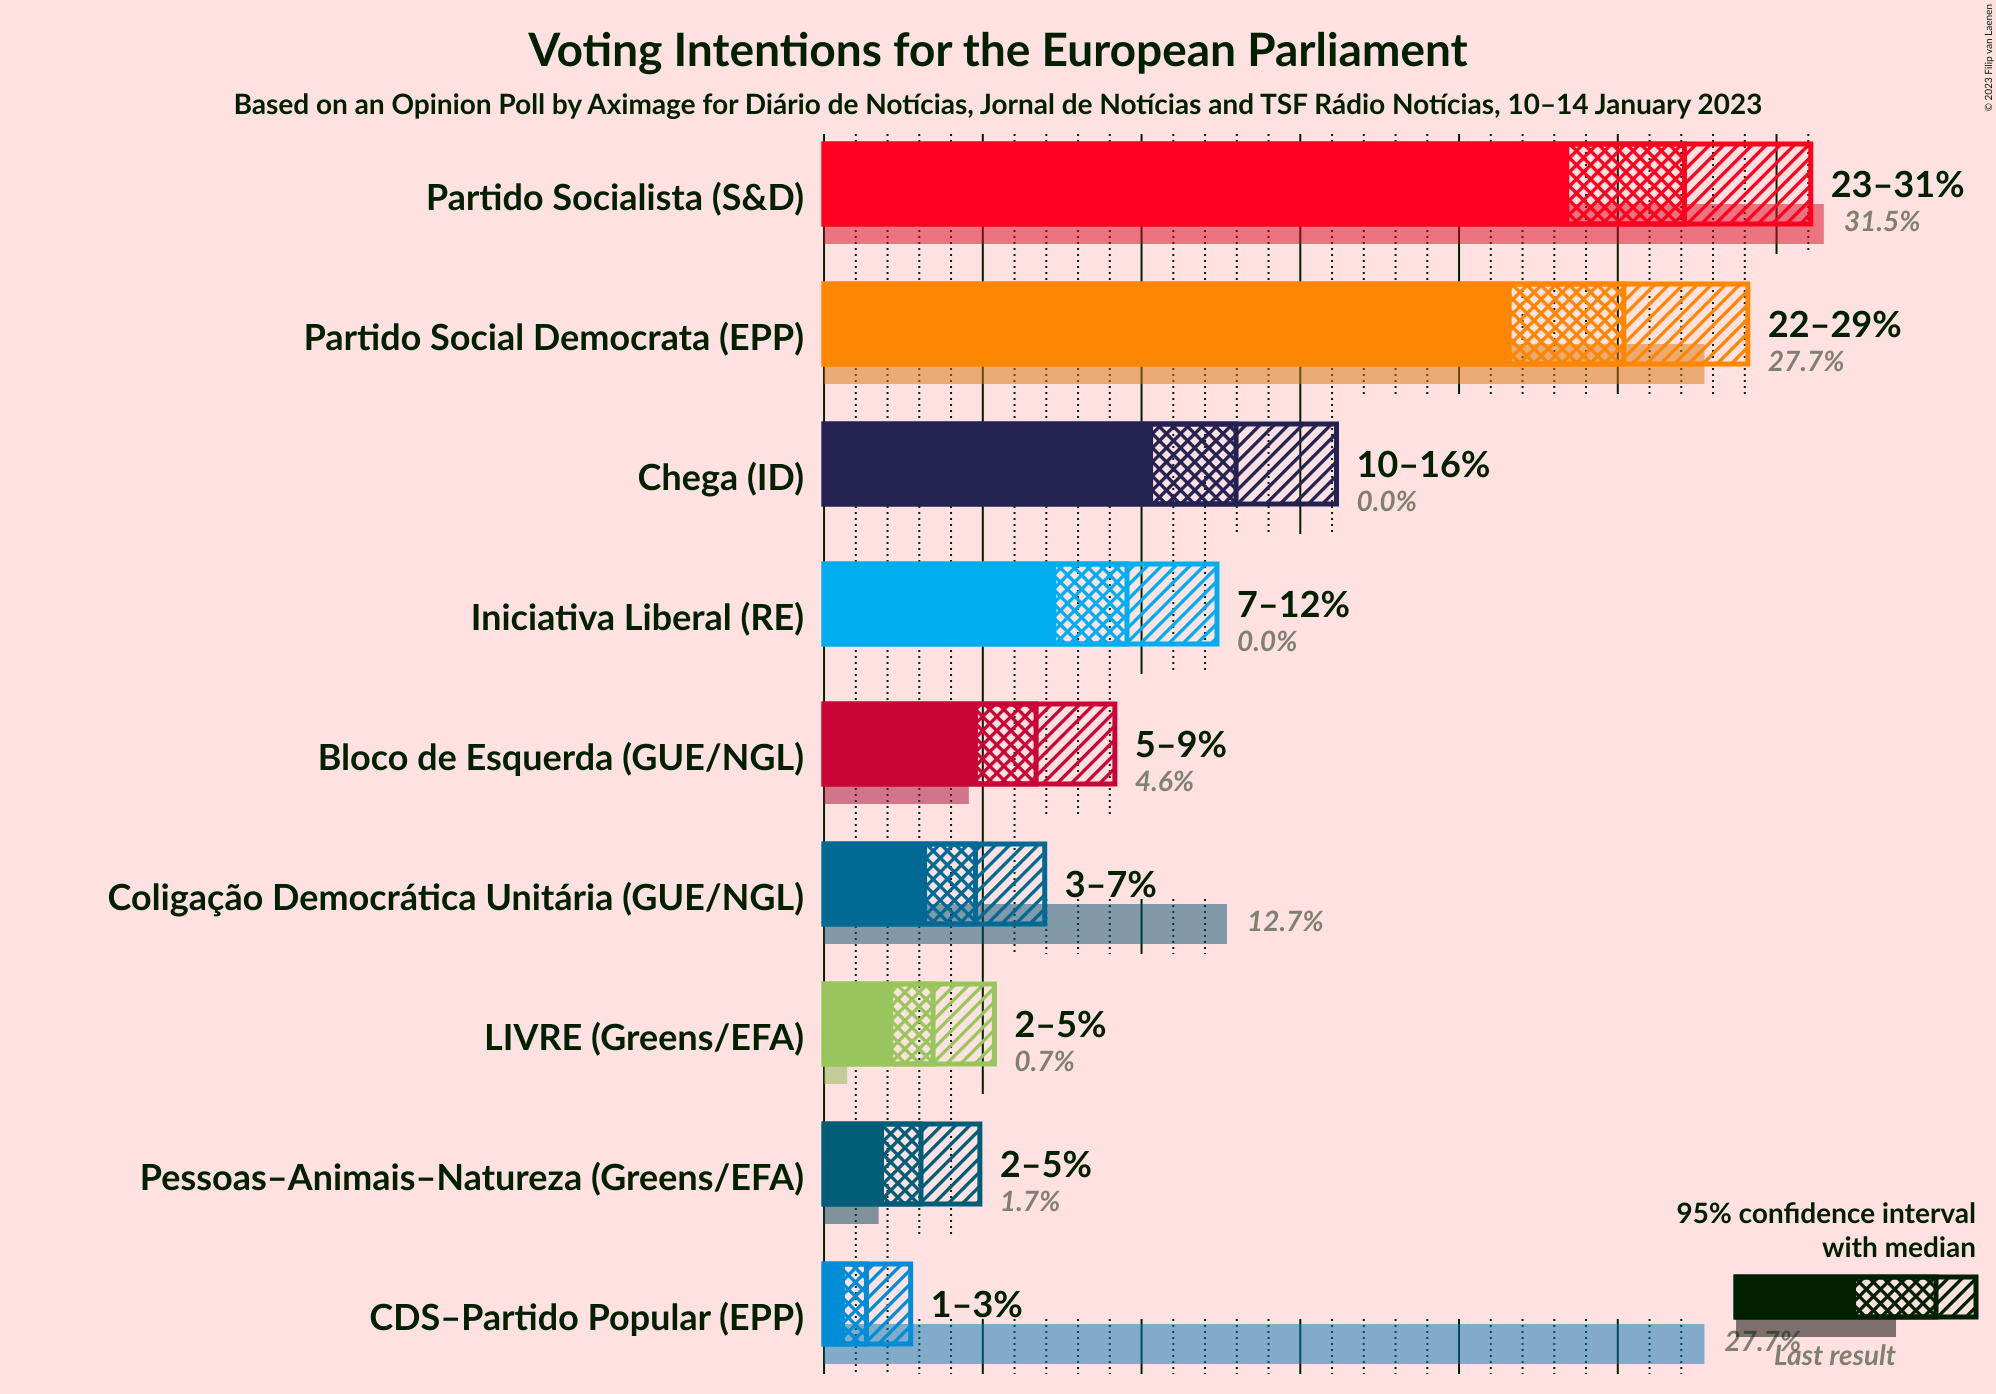 © 2023 Filip van Laenen
Voting Intentions for the European Parliament
Based on an Opinion Poll by Aximage for Diário de Notícias, Jornal de Notícias and TSF Rádio Notícias, 10–14 January 2023
Partido Socialista (S&D)
23–31%
31.5%
Partido Social Democrata (EPP)
22–29%
27.7%
Chega (ID)
10–16%
0.0%
Iniciativa Liberal (RE)
7–12%
0.0%
Bloco de Esquerda (GUE/NGL)
5–9%
4.6%
Coligação Democrática Unitária (GUE/NGL)
3–7%
12.7%
LIVRE (Greens/EFA)
2–5%
0.7%
Pessoas–Animais–Natureza (Greens/EFA)
2–5%
1.7%
CDS–Partido Popular (EPP)
1–3%
27.7%
95% confidence interval
with median
Last result